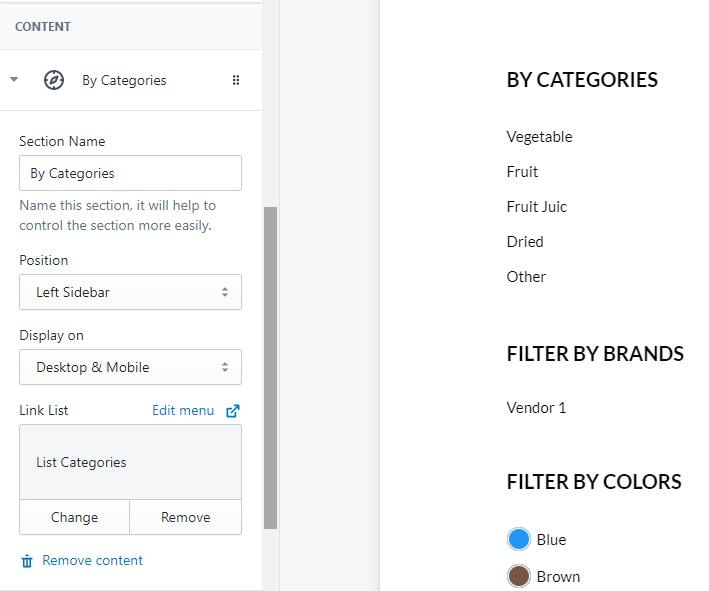 CONTENT
By Categories
Section Name
By Categories
Name this section, it will help to
control the section more easily.
Position
Left Sidebar
Display on
Desktop & Mobile
Link List Edit menu
List Categories
Change Remove
Remove content
BY CATEGORIES
Vegetable
Fruit
Fruit Juic
Dried
Other
FILTER BY BRANDS
Vendor 1
FILTER BY COLORS
Blue
Brown